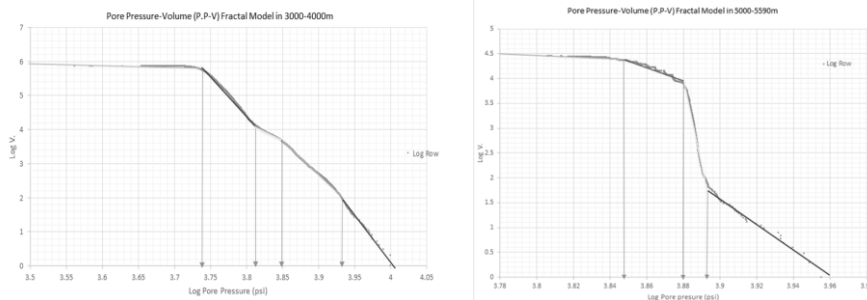 Pore Pressure-Volume (P.P-V) Fractal Model in 3000-4000m
7
6
5
4
3
2
1
0
Log V.
3.5 3.55 3.6 3.65 3.7 3.75 3.8 3.85 3.9 3.95 4 4.05
Log Pore Pressure (psi)
Log Row
Pore Pressure-Volume (P.P-V) Fractal Model in 5000-5590m
5
4.5
4
3.5
3
2.5
2
1.5
1
0.5
0
Log V.
3.78 3.80 3.82 3.84 3.86 3.88 3.90 3.92 3.94 3.96
Log Pore presure (psi)
Log Row